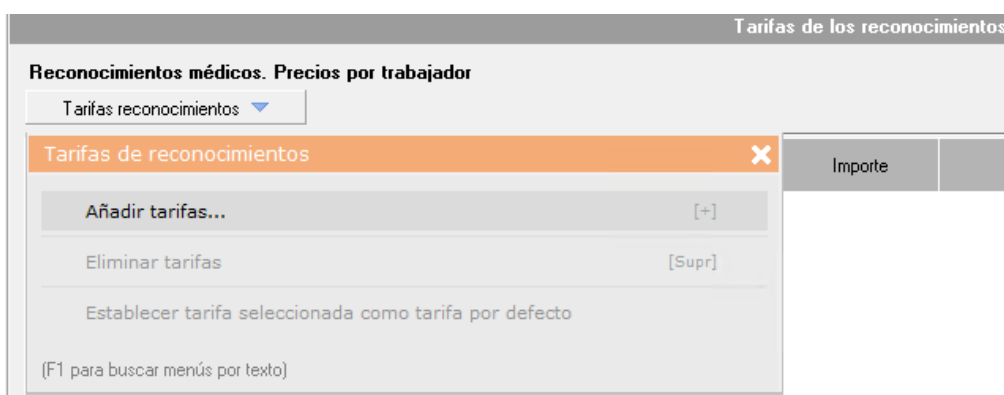 Tarifas de los reconocimientos
Reconocimientos médicos. Precios por trabajador
Tarifas reconocimientos
Tarifas de reconocimientos
Importe
Añadir tarifas... [+]
Eliminar tarifas [Supr]
Establecer tarifa seleccionada como tarifa por defecto
(F1 para buscar menús por texto)